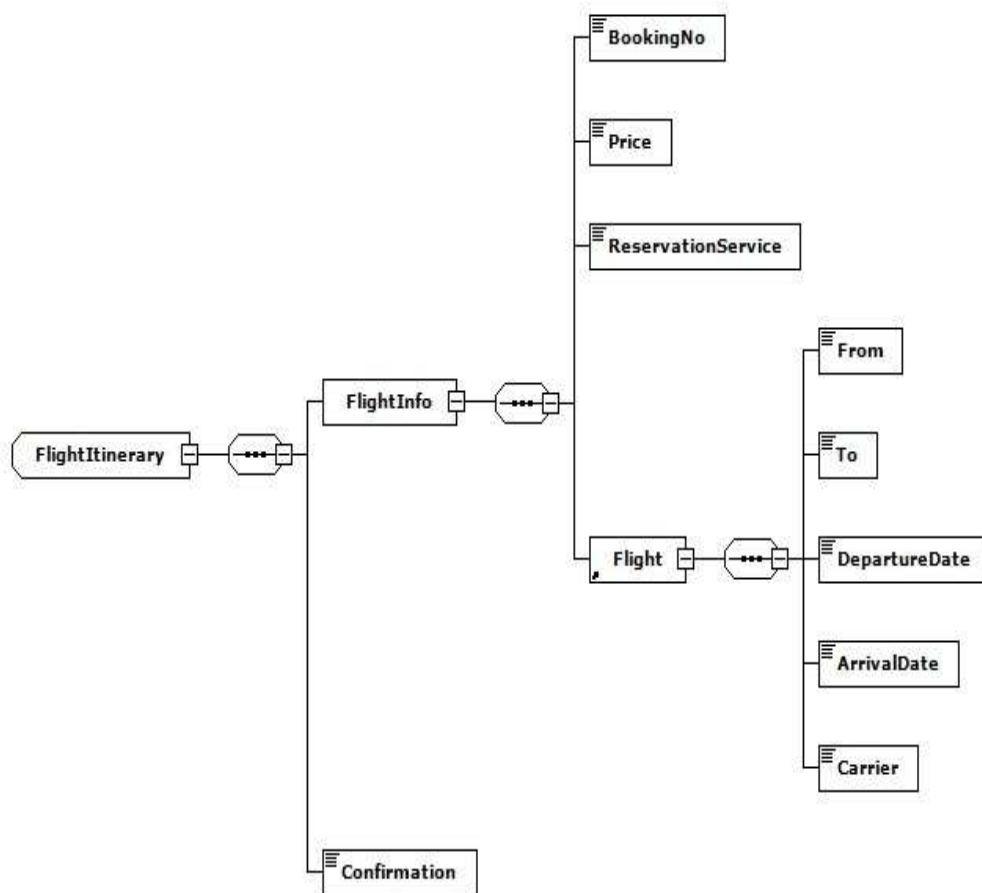 BookingNo
Price
ReservationService
From
FlightInfo
To
FlightItinerary
Flight
DepartureDate
ArrivalDate
Carrier
Confirmation